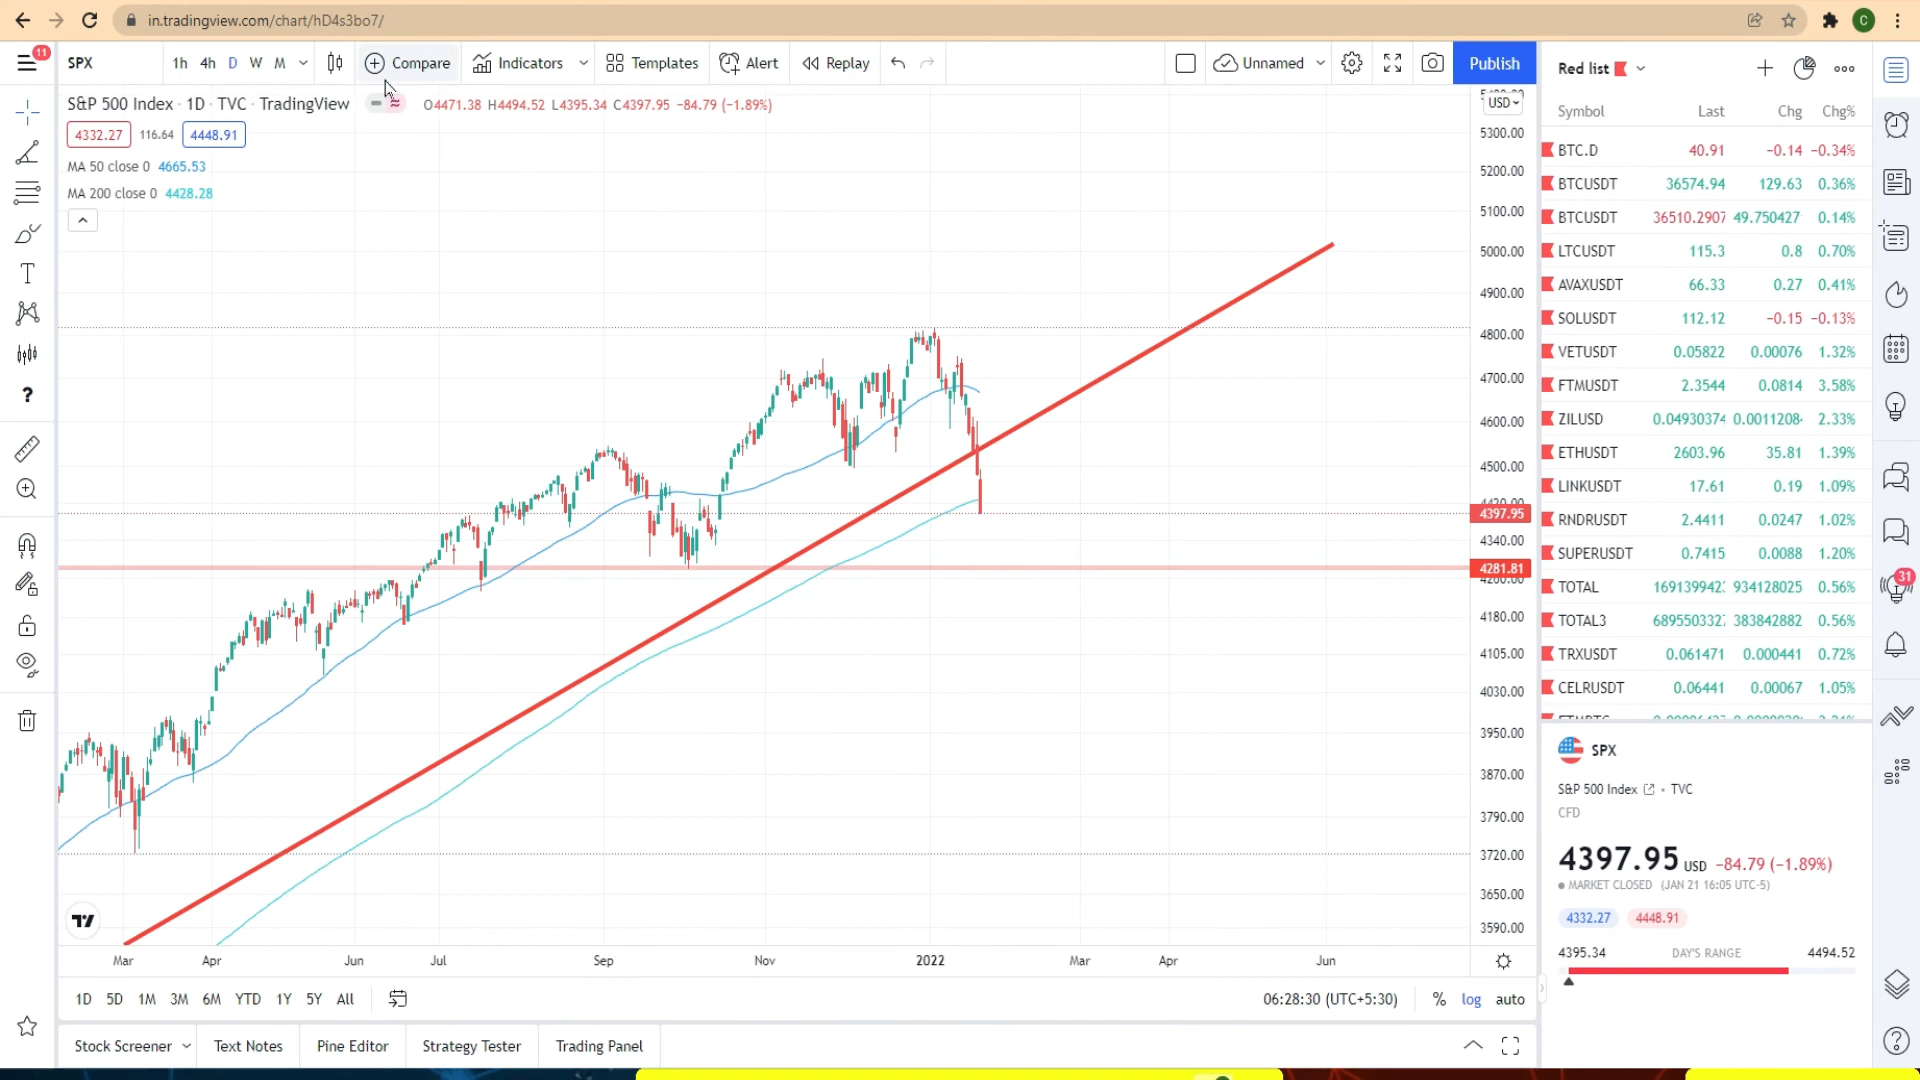 in.tradingview.com/chart/hD4s3bo7/
C
11
SPX
1h 4h D W M
Compare
Indicators
Templates
Alert
Replay
Unnamed
Publish
S&P 500 Index · 1D · TVC · TradingView
O4471.38 H4494.52 L4395.34 C4397.95 −84.79 (−1.89%)
4332.27 116.64 4448.91
MA 50 close 0 4665.53
MA 200 close 0 4428.28
USD
5300.00
5200.00
5100.00
5000.00
4900.00
4800.00
4700.00
4600.00
4500.00
4397.95
4340.00
4281.81
4180.00
4105.00
4030.00
3950.00
3870.00
3790.00
3720.00
3650.00
3590.00
Mar Apr Jun Jul Sep Nov 2022 Mar Apr Jun
1D 5D 1M 3M 6M YTD 1Y 5Y All
06:28:30 (UTC+5:30)
% log auto
Stock Screener
Text Notes
Pine Editor
Strategy Tester
Trading Panel
Red list
Symbol Last Chg Chg%
BTC.D 40.91 −0.14 −0.34%
BTCUSDT 36574.94 129.63 0.36%
BTCUSDT 36510.2907 49.750427 0.14%
LTCUSDT 115.3 0.8 0.70%
AVAXUSDT 66.33 0.27 0.41%
SOLUSDT 112.12 −0.15 −0.13%
VETUSDT 0.05822 0.00076 1.32%
FTMUSDT 2.3544 0.0814 3.58%
ZILUSD 0.04930374 0.0011208 2.33%
ETHUSDT 2603.96 35.81 1.39%
LINKUSDT 17.61 0.19 1.09%
RNDRUSDT 2.4411 0.0247 1.02%
SUPERUSDT 0.7415 0.0088 1.20%
TOTAL 169139942 934128025 0.56%
TOTAL3 689550332 383842882 0.56%
TRXUSDT 0.061471 0.000441 0.72%
CELRUSDT 0.06441 0.00067 1.05%
31
SPX
S&P 500 Index • TVC
CFD
4397.95 USD −84.79 (−1.89%)
MARKET CLOSED (JAN 21 16:05 UTC-5)
4332.27 4448.91
4395.34 DAY'S RANGE 4494.52